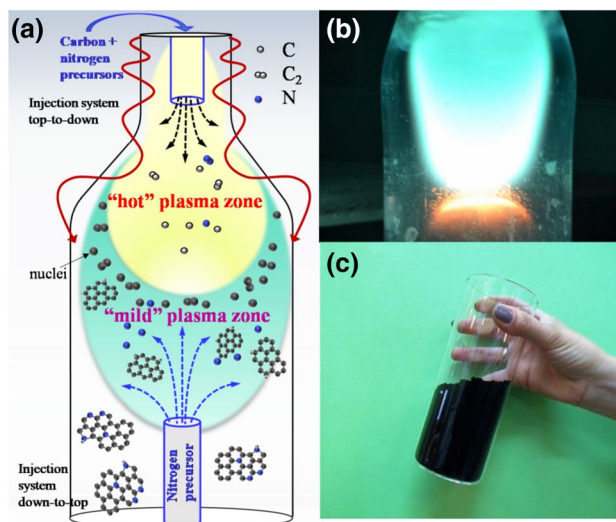 (a)
Carbon +
nitrogen
precursors
C
C2
N
Injection system
top-to-down
"hot" plasma zone
nuclei
"mild" plasma zone
Injection
system
down-to-top
Nitrogen
precursor
(b)
(c)